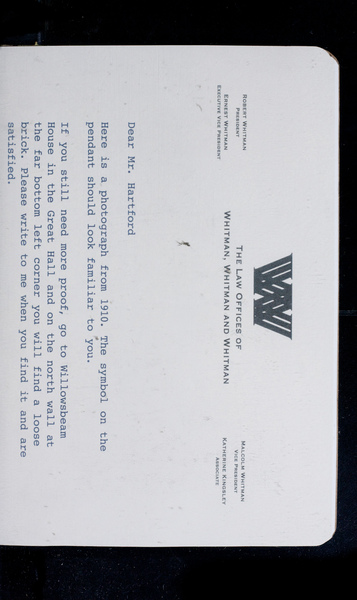 ROBERT WHITMAN
PRESIDENT
ERNEST WHITMAN
EXECUTIVE VICE PRESIDENT
THE LAW OFFICES OF
WHITMAN, WHITMAN AND WHITMAN
MALCOLM WHITMAN
VICE PRESIDENT
KATHERINE KINGSLEY
ASSOCIATE
Dear Mr. Hartford
Here is a photograph from 1910. The symbol on the
pendant should look familiar to you.
If you still need more proof, go to Willowsbeam
House in the Great Hall and on the north wall at
the far bottom left corner you will find a loose
brick. Please write to me when you find it and are
satisfied.